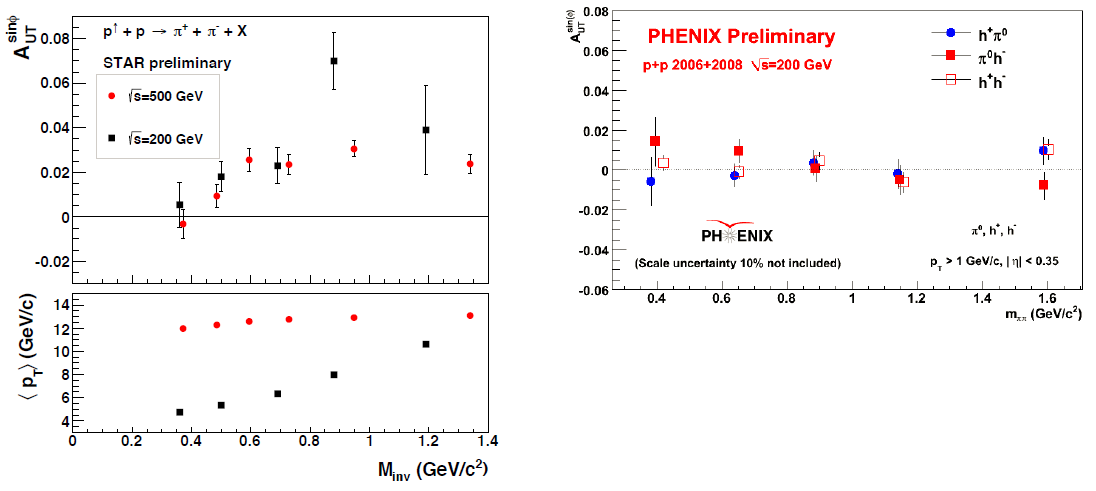 A_UT^sinϕ
p↑ + p → π+ + π- + X
STAR preliminary
√s=500 GeV
√s=200 GeV
0.08
0.06
0.04
0.02
0
-0.02
⟨ p_T ⟩ (GeV/c)
14
12
10
8
6
4
0 0.2 0.4 0.6 0.8 1 1.2 1.4
M_inv (GeV/c²)
A_UT^sin(ϕ)
0.08
0.06
0.04
0.02
0
-0.02
-0.04
-0.06
PHENIX Preliminary
p+p 2006+2008 √s=200 GeV
h+π0
π0h-
h+h-
PHENIX
(Scale uncertainty 10% not included)
π0, h+, h-
p_T > 1 GeV/c, |η| < 0.35
0.4 0.6 0.8 1 1.2 1.4 1.6
m_ππ (GeV/c²)